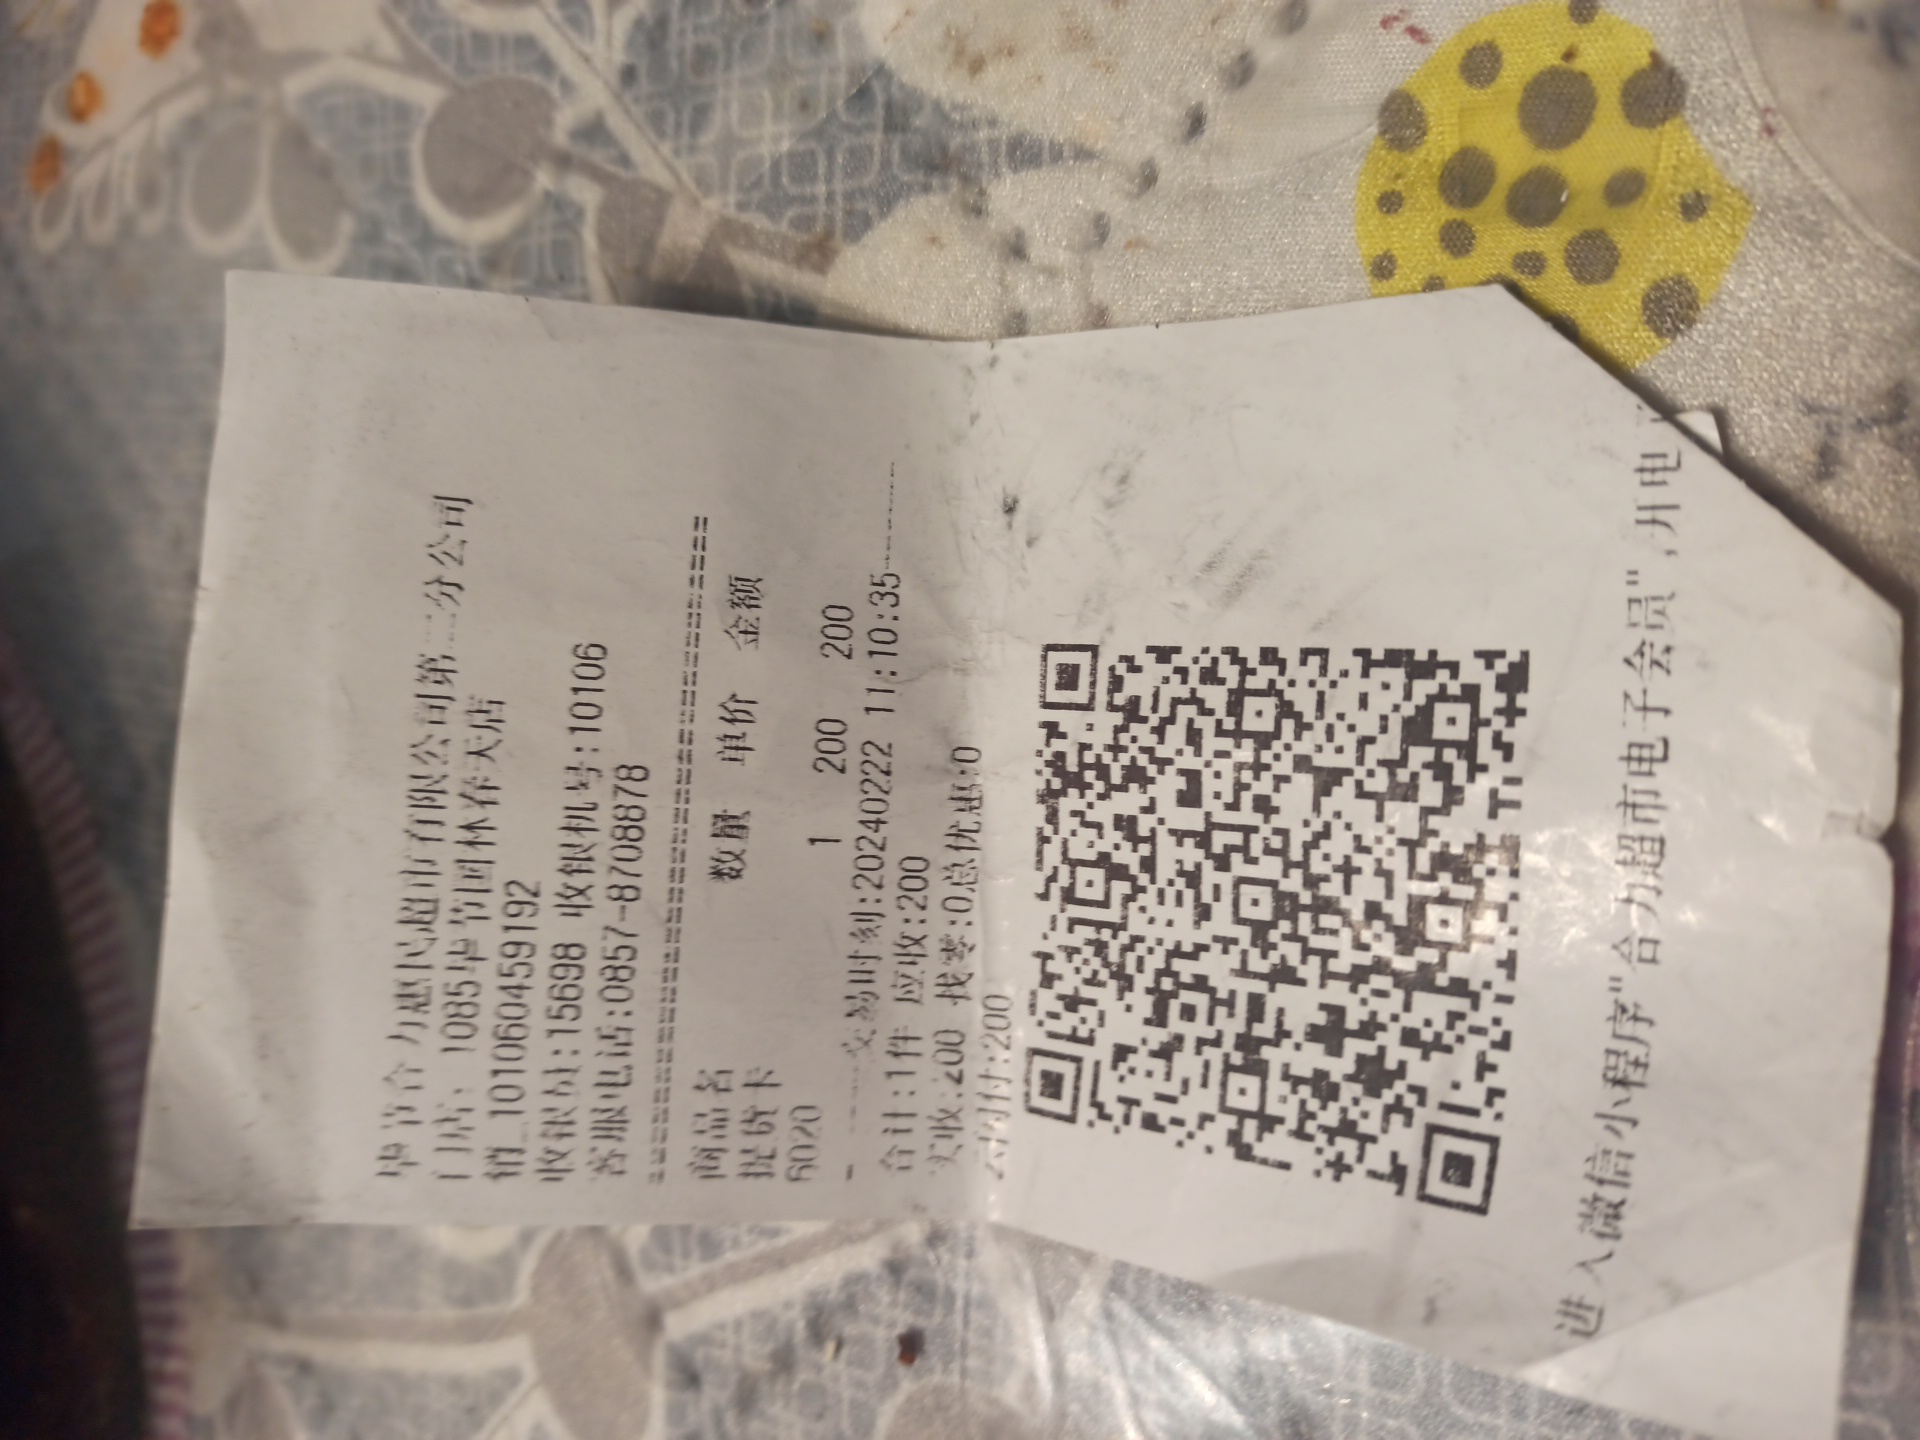 毕节合力惠民超市有限公司第二分公司
门店: 1085毕节国林春天店
销_1010604459192
收银员:15698 收银机号:10106
客服电话:0857-8708878
商品名 数量 单价 金额
提货卡
6020 1 200 200
交易时刻:20240222 11:10:35
合计:1件 应收:200
实收:200 找零:0总优惠:0
付:200
进入微信小程序"合力超市电子会员",开电